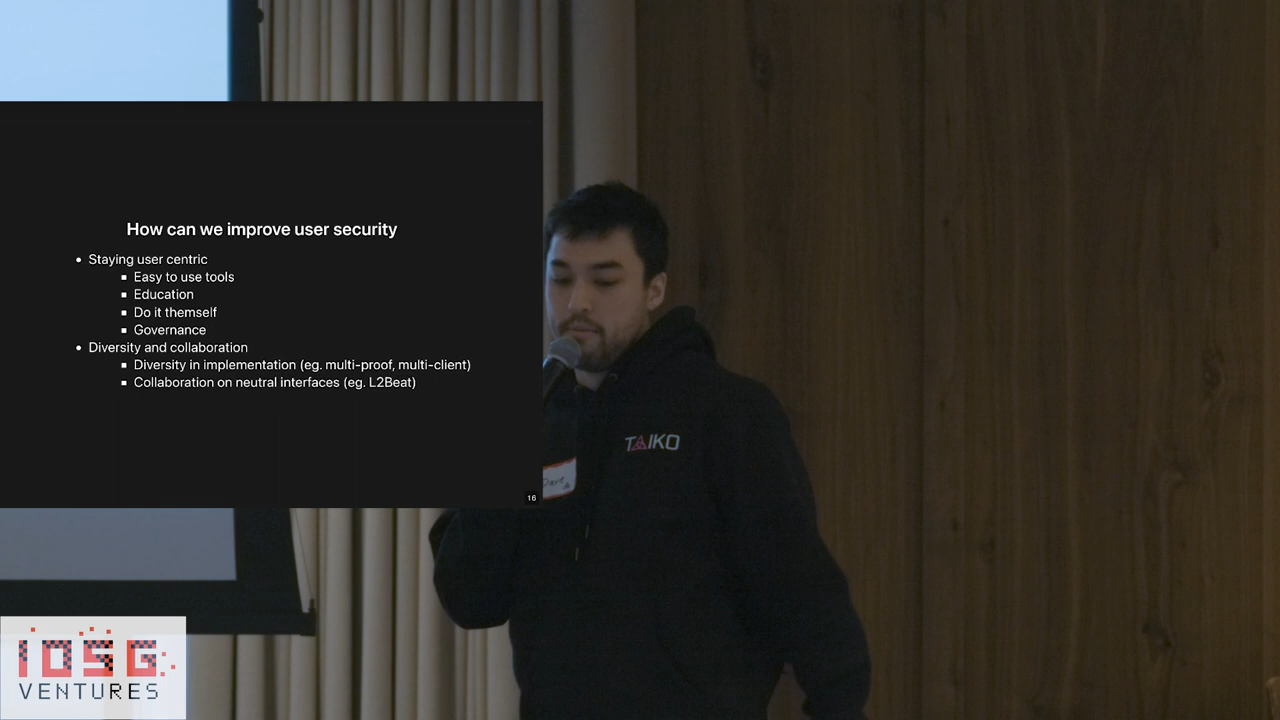 How can we improve user security
• Staying user centric
▪ Easy to use tools
▪ Education
▪ Do it themself
▪ Governance
• Diversity and collaboration
▪ Diversity in implementation (eg. multi-proof, multi-client)
▪ Collaboration on neutral interfaces (eg. L2Beat)
16
TAIKO
Dave
IOSG
VENTURES